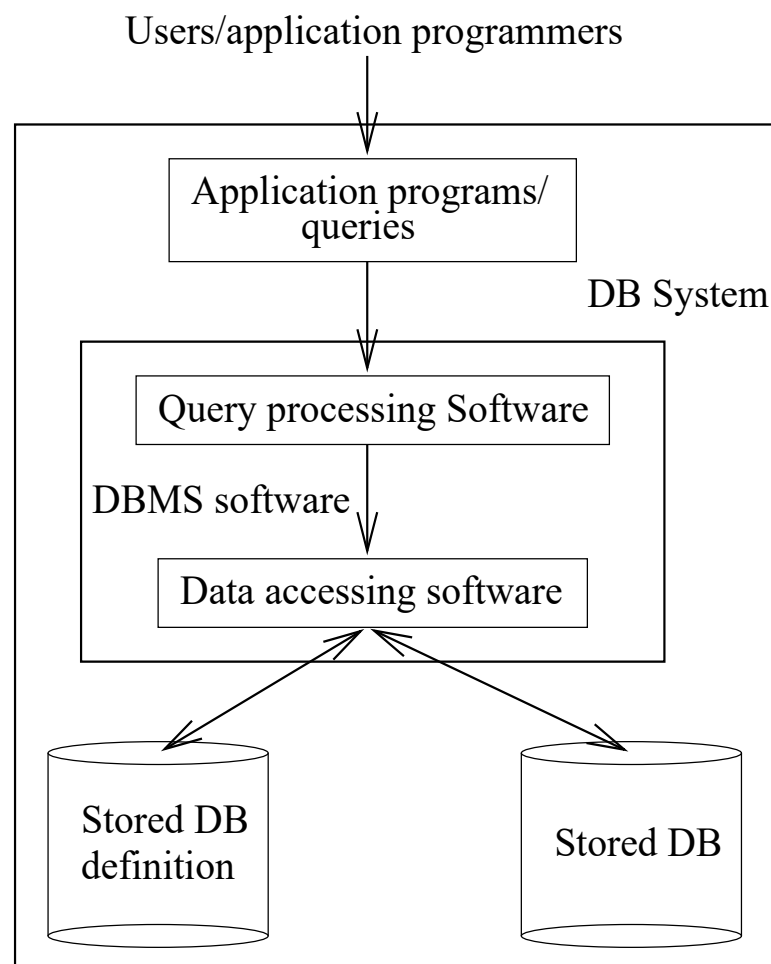 Users/application programmers
Application programs/
queries
DB System
Query processing Software
DBMS software
Data accessing software
Stored DB
definition
Stored DB